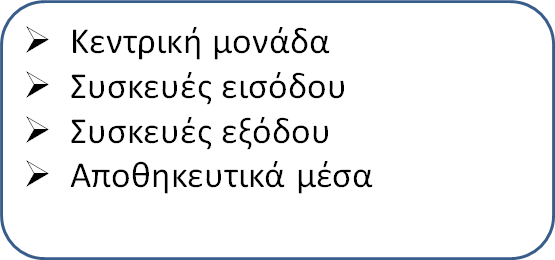 ➢ Κεντρική μονάδα
➢ Συσκευές εισόδου
➢ Συσκευές εξόδου
➢ Αποθηκευτικά μέσα